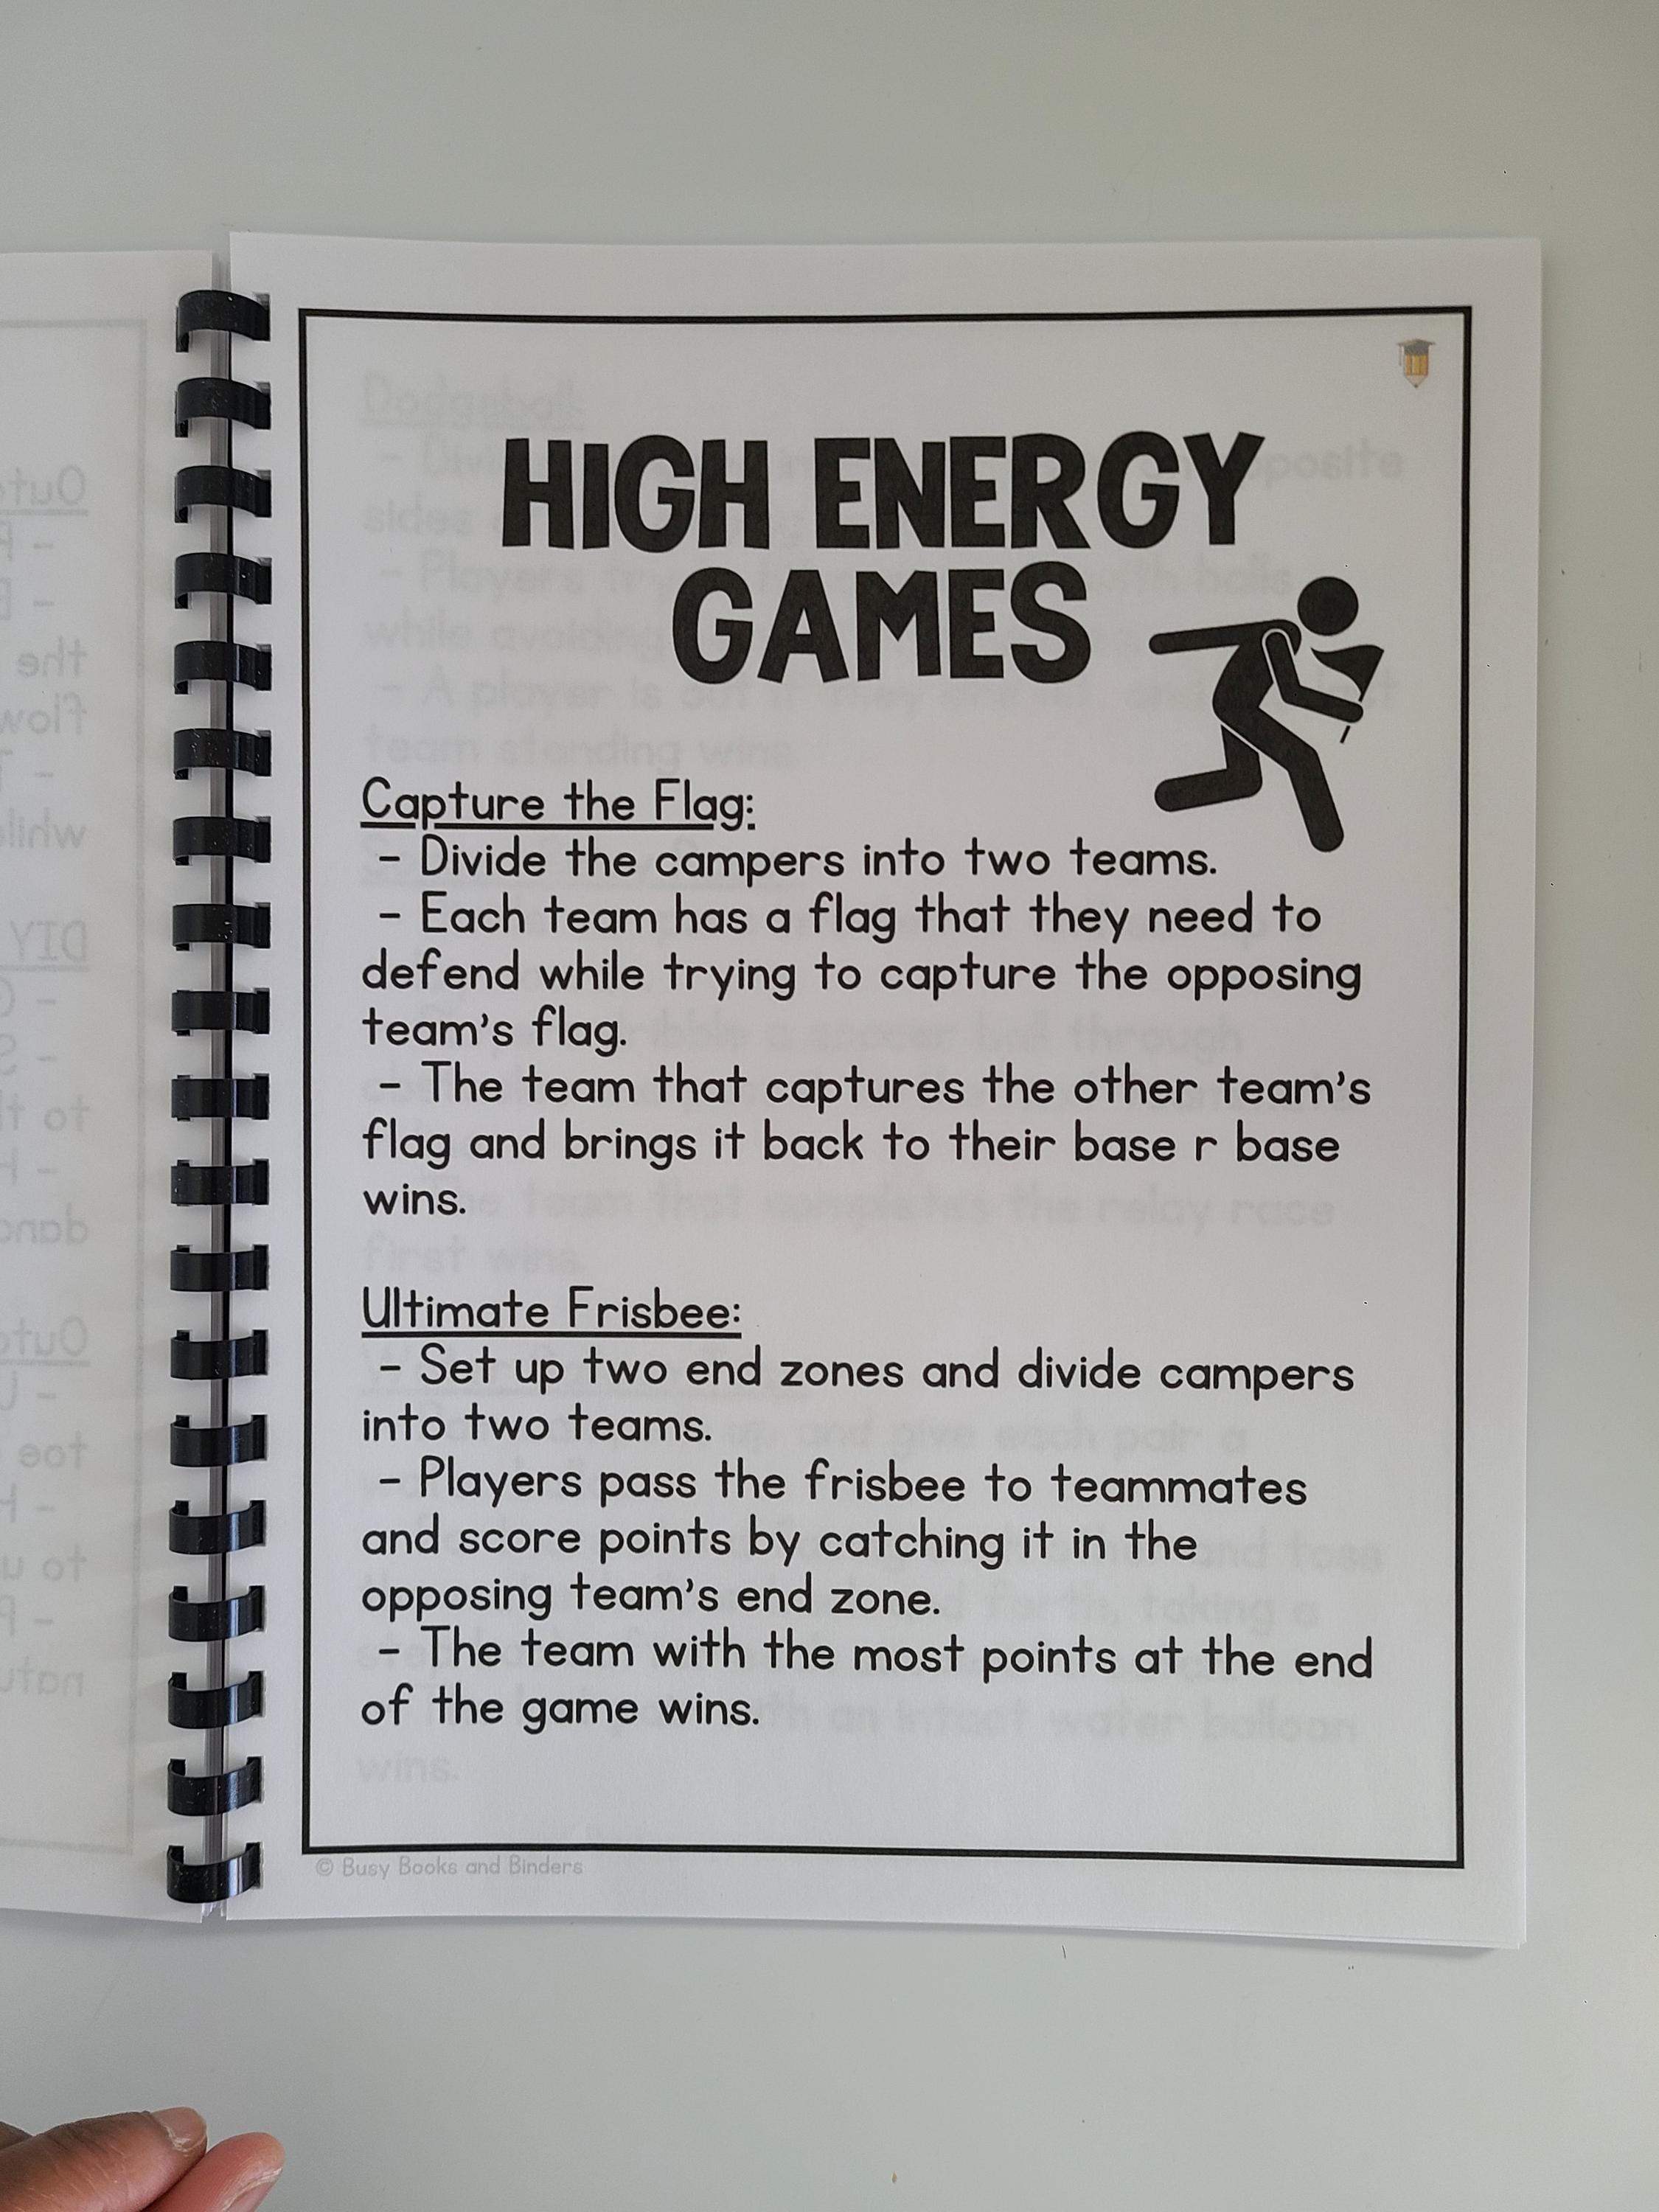 HIGH ENERGY
GAMES
Capture the Flag:
- Divide the campers into two teams.
- Each team has a flag that they need to
defend while trying to capture the opposing
team's flag.
- The team that captures the other team's
flag and brings it back to their base r base
wins.
Ultimate Frisbee:
- Set up two end zones and divide campers
into two teams.
- Players pass the frisbee to teammates
and score points by catching it in the
opposing team's end zone.
- The team with the most points at the end
of the game wins.
© Busy Books and Binders